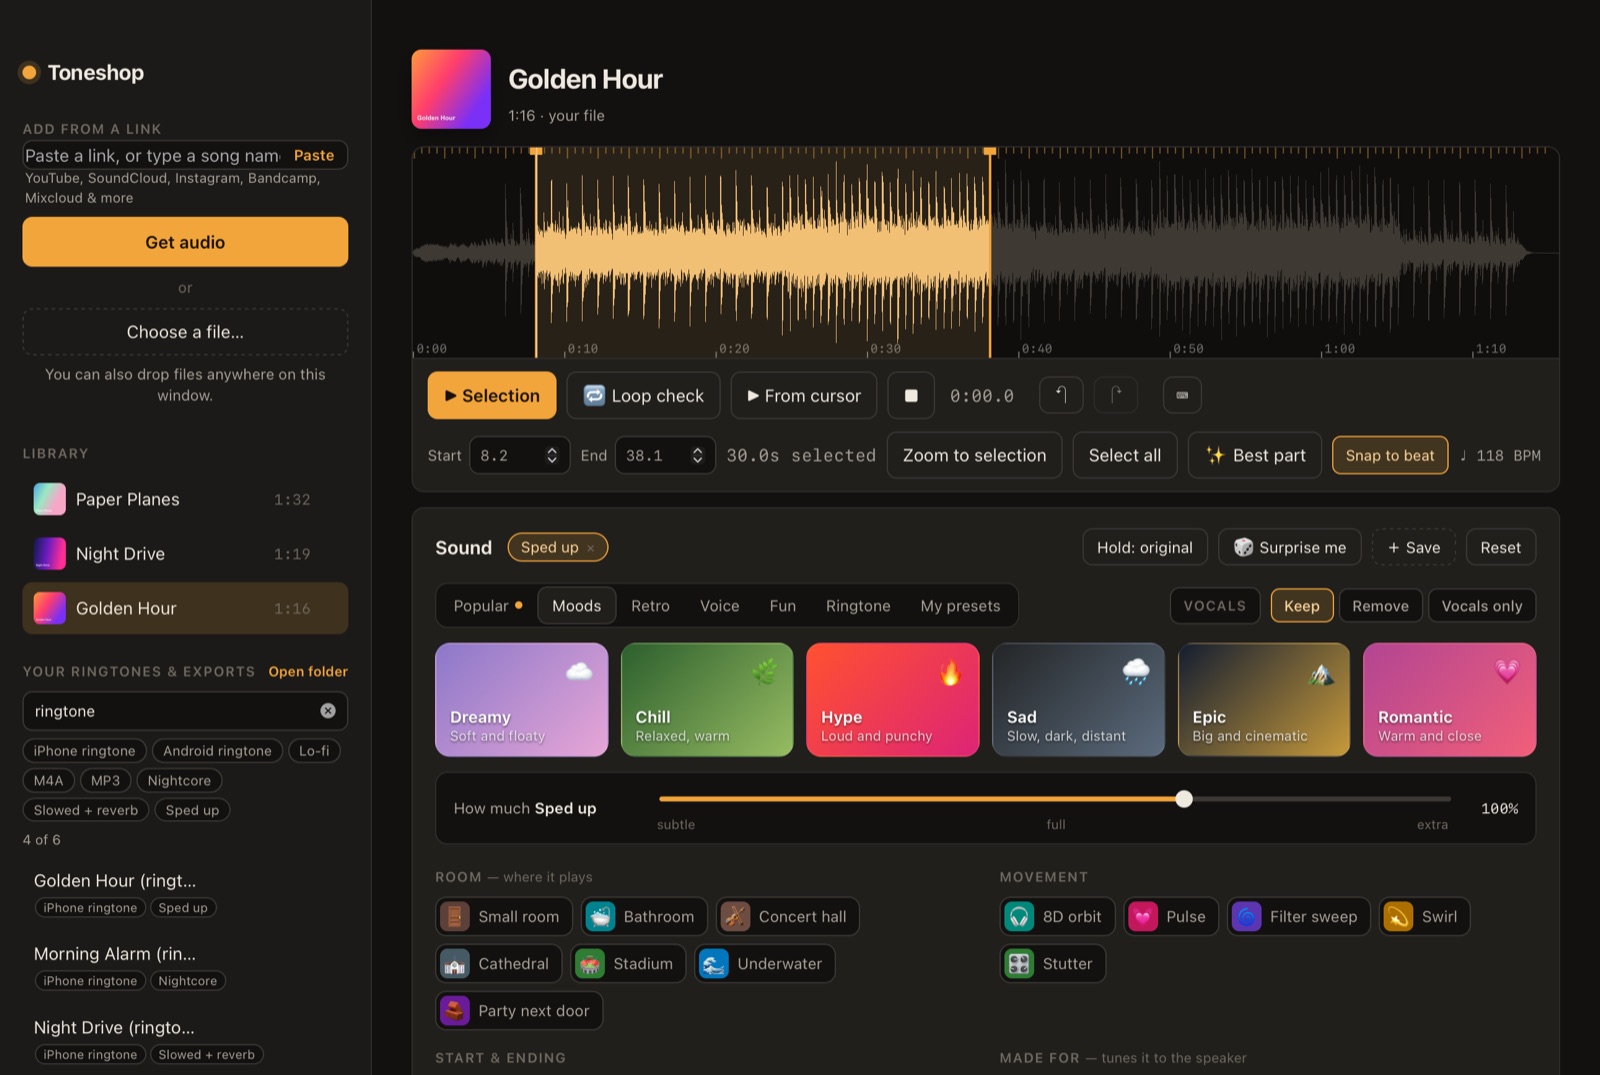 Toneshop
ADD FROM A LINK
Paste a link, or type a song nam Paste
YouTube, SoundCloud, Instagram, Bandcamp,
Mixcloud & more
Get audio
or
Choose a file...
You can also drop files anywhere on this
window.
LIBRARY
Paper Planes 1:32
Night Drive 1:19
Golden Hour 1:16
YOUR RINGTONES & EXPORTS Open folder
ringtone
iPhone ringtone Android ringtone Lo-fi
M4A MP3 Nightcore
Slowed + reverb Sped up
4 of 6
Golden Hour (ringt...
iPhone ringtone Sped up
Morning Alarm (rin...
iPhone ringtone Nightcore
Night Drive (ringto...
iPhone ringtone Slowed + reverb
Golden Hour
Golden Hour
1:16 · your file
0:00 0:10 0:20 0:30 0:40 0:50 1:00 1:10
Selection Loop check From cursor 0:00.0
Start 8.2 End 38.1 30.0s selected Zoom to selection Select all Best part Snap to beat ♩ 118 BPM
Sound Sped up × Hold: original Surprise me + Save Reset
Popular Moods Retro Voice Fun Ringtone My presets VOCALS Keep Remove Vocals only
Dreamy
Soft and floaty
Chill
Relaxed, warm
Hype
Loud and punchy
Sad
Slow, dark, distant
Epic
Big and cinematic
Romantic
Warm and close
How much Sped up 100%
subtle full extra
ROOM — where it plays
Small room Bathroom Concert hall
Cathedral Stadium Underwater
Party next door
MOVEMENT
8D orbit Pulse Filter sweep Swirl
Stutter
START & ENDING
MADE FOR — tunes it to the speaker